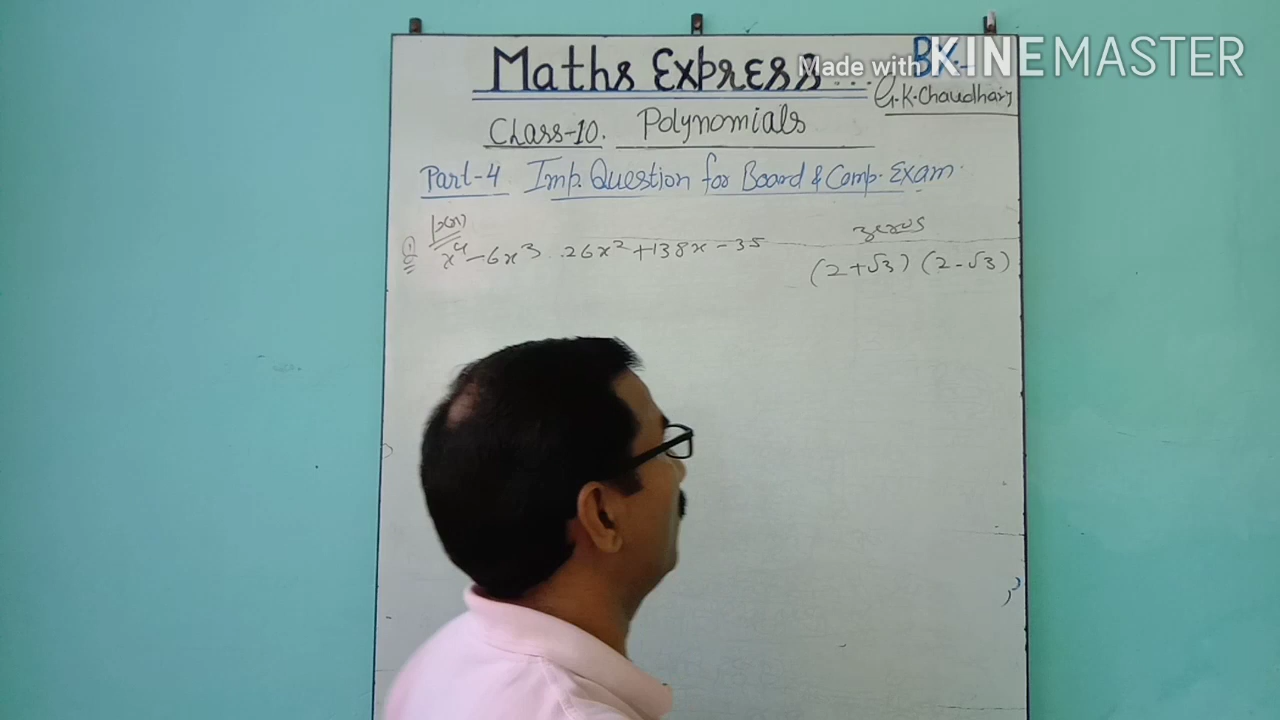 Maths Express...
BY:-
Made with KINEMASTER
G.K.Chaudhary
Class-10. Polynomials
Part-4 Imp. Question for Board & Comp. Exam.
p(x)
zeros
Q x⁴-6x³..26x²+138x-35 (2+√3) (2-√3)